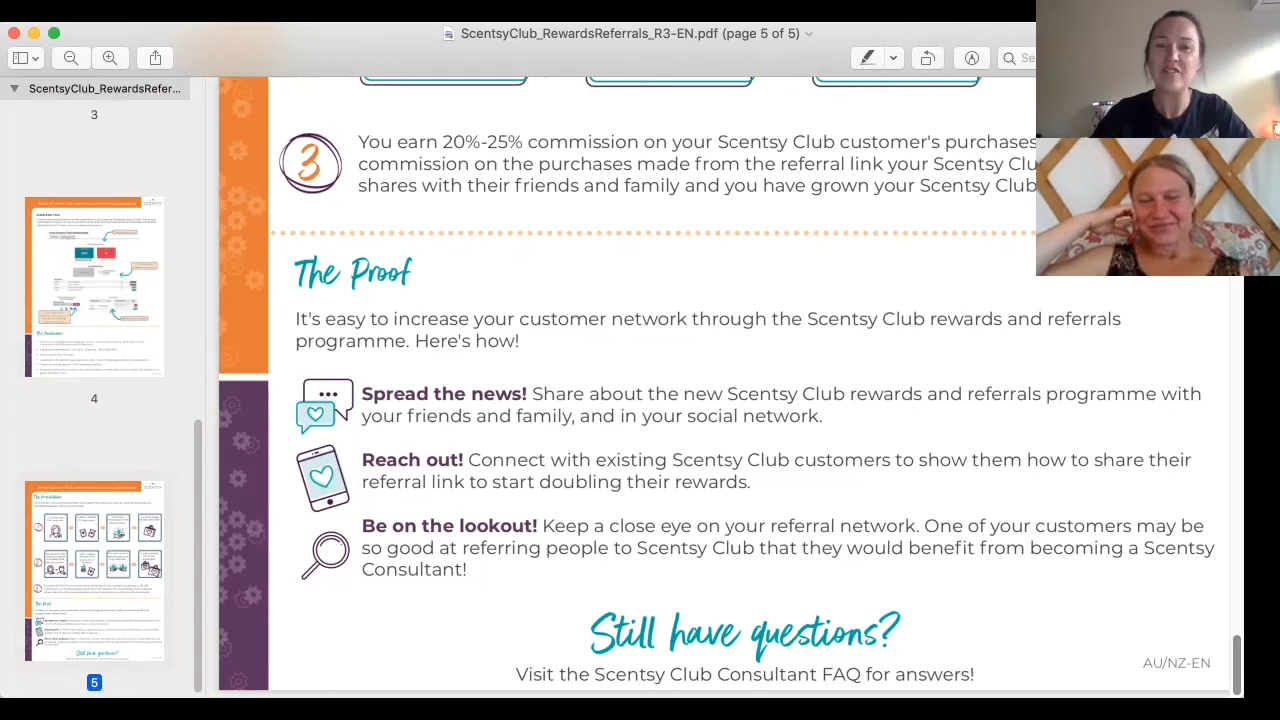 ScentsyClub_RewardsReferrals_R3-EN.pdf (page 5 of 5)
Se
ScentsyClub_RewardsRefer...
3
4
5
3
You earn 20%-25% commission on your Scentsy Club customer's purchases
commission on the purchases made from the referral link your Scentsy Clu
shares with their friends and family and you have grown your Scentsy Club
The Proof
It's easy to increase your customer network through the Scentsy Club rewards and referrals
programme. Here's how!
Spread the news! Share about the new Scentsy Club rewards and referrals programme with
your friends and family, and in your social network.
Reach out! Connect with existing Scentsy Club customers to show them how to share their
referral link to start doubling their rewards.
Be on the lookout! Keep a close eye on your referral network. One of your customers may be
so good at referring people to Scentsy Club that they would benefit from becoming a Scentsy
Consultant!
Still have questions?
Visit the Scentsy Club Consultant FAQ for answers!
AU/NZ-EN